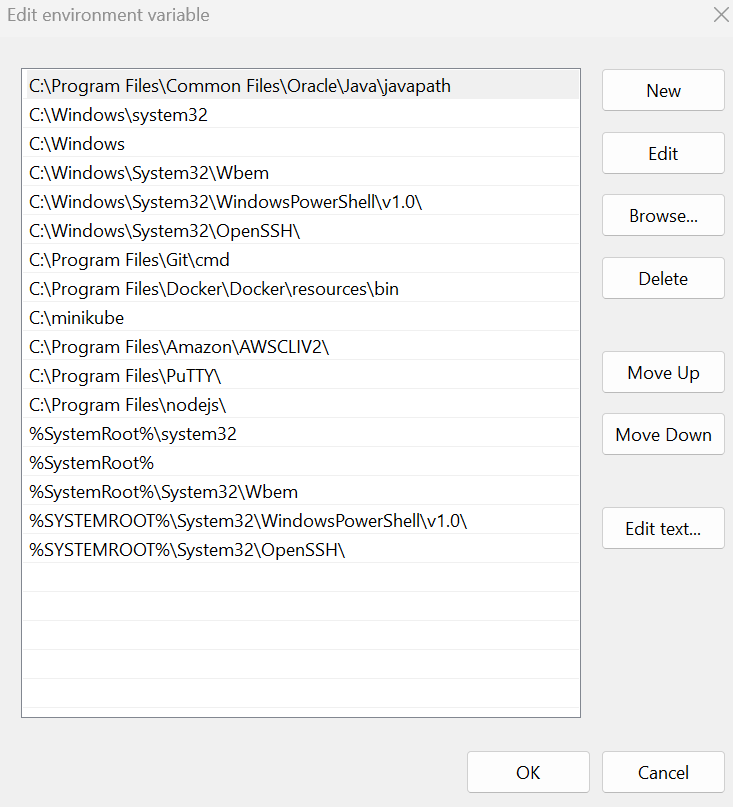 Edit environment variable
C:\Program Files\Common Files\Oracle\Java\javapath
C:\Windows\system32
C:\Windows
C:\Windows\System32\Wbem
C:\Windows\System32\WindowsPowerShell\v1.0\
C:\Windows\System32\OpenSSH\
C:\Program Files\Git\cmd
C:\Program Files\Docker\Docker\resources\bin
C:\minikube
C:\Program Files\Amazon\AWSCLIV2\
C:\Program Files\PuTTY\
C:\Program Files\nodejs\
%SystemRoot%\system32
%SystemRoot%
%SystemRoot%\System32\Wbem
%SYSTEMROOT%\System32\WindowsPowerShell\v1.0\
%SYSTEMROOT%\System32\OpenSSH\
New
Edit
Browse...
Delete
Move Up
Move Down
Edit text...
OK
Cancel